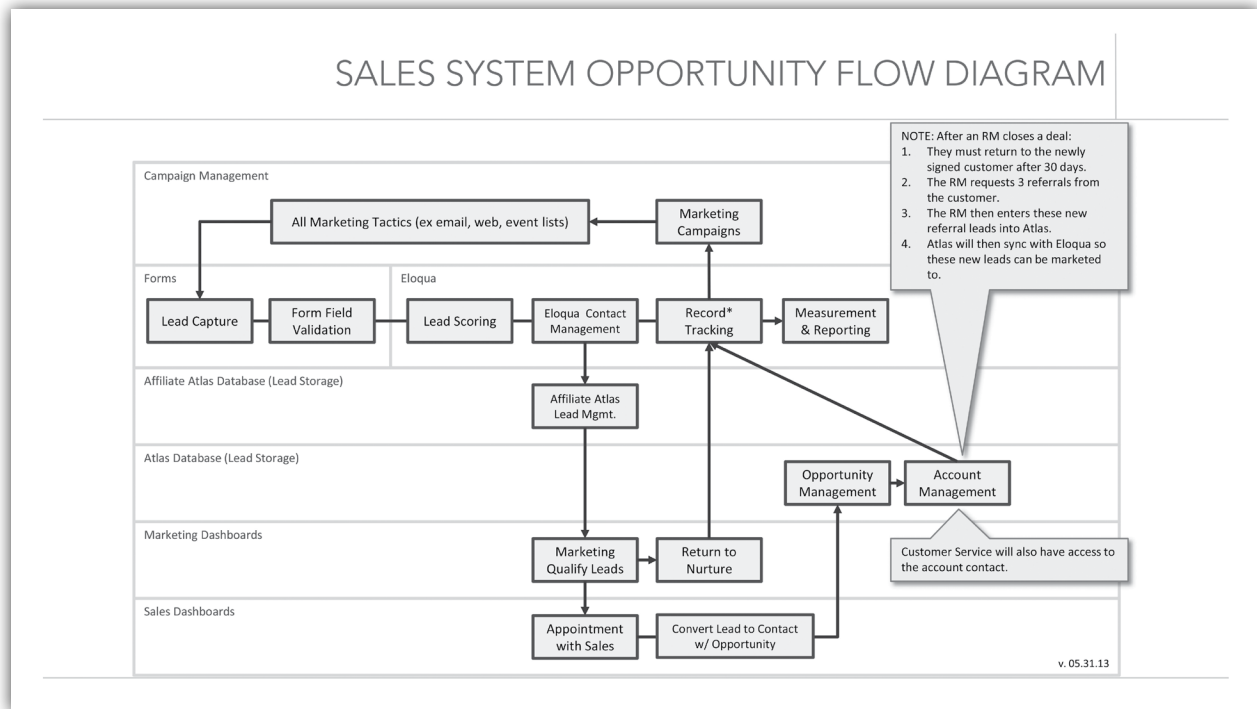 SALES SYSTEM OPPORTUNITY FLOW DIAGRAM
NOTE: After an RM closes a deal:
1. They must return to the newly
signed customer after 30 days.
2. The RM requests 3 referrals from
the customer.
3. The RM then enters these new
referral leads into Atlas.
4. Atlas will then sync with Eloqua so
these new leads can be marketed
to.
Campaign Management
All Marketing Tactics (ex email, web, event lists)
Marketing
Campaigns
Forms
Eloqua
Lead Capture
Form Field
Validation
Lead Scoring
Eloqua Contact
Management
Record*
Tracking
Measurement
& Reporting
Affiliate Atlas Database (Lead Storage)
Affiliate Atlas
Lead Mgmt.
Atlas Database (Lead Storage)
Opportunity
Management
Account
Management
Marketing Dashboards
Marketing
Qualify Leads
Return to
Nurture
Customer Service will also have access to
the account contact.
Sales Dashboards
Appointment
with Sales
Convert Lead to Contact
w/ Opportunity
v. 05.31.13